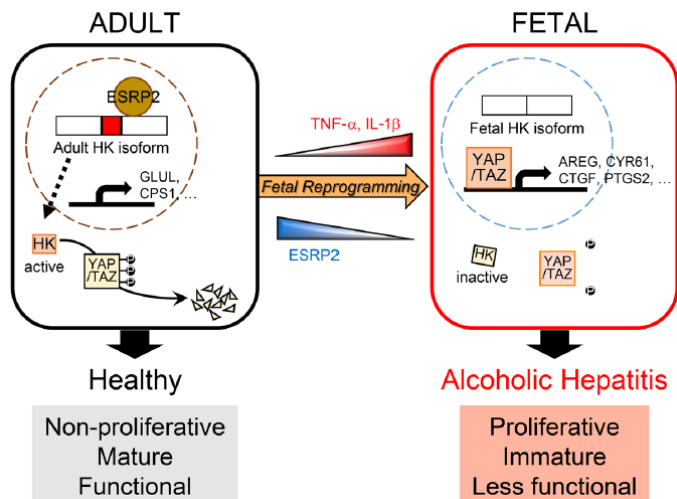 ADULT
ESRP2
Adult HK isoform
GLUL,
CPS1, ...
HK
active
YAP
/TAZ
P
P
P
TNF-α, IL-1β
Fetal Reprogramming
ESRP2
FETAL
Fetal HK isoform
YAP
/TAZ
AREG, CYR61,
CTGF, PTGS2, ...
HK
inactive
YAP
/TAZ
P
P
Healthy
Non-proliferative
Mature
Functional
Alcoholic Hepatitis
Proliferative
Immature
Less functional